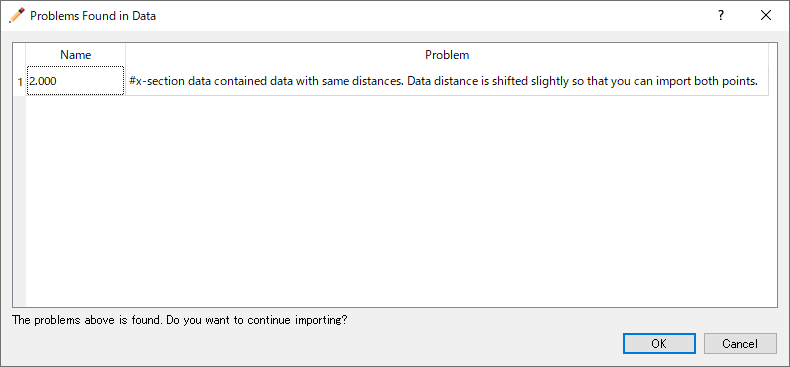 Problems Found in Data
?
Name Problem
1 2.000 #x-section data contained data with same distances. Data distance is shifted slightly so that you can import both points.
The problems above is found. Do you want to continue importing?
OK Cancel